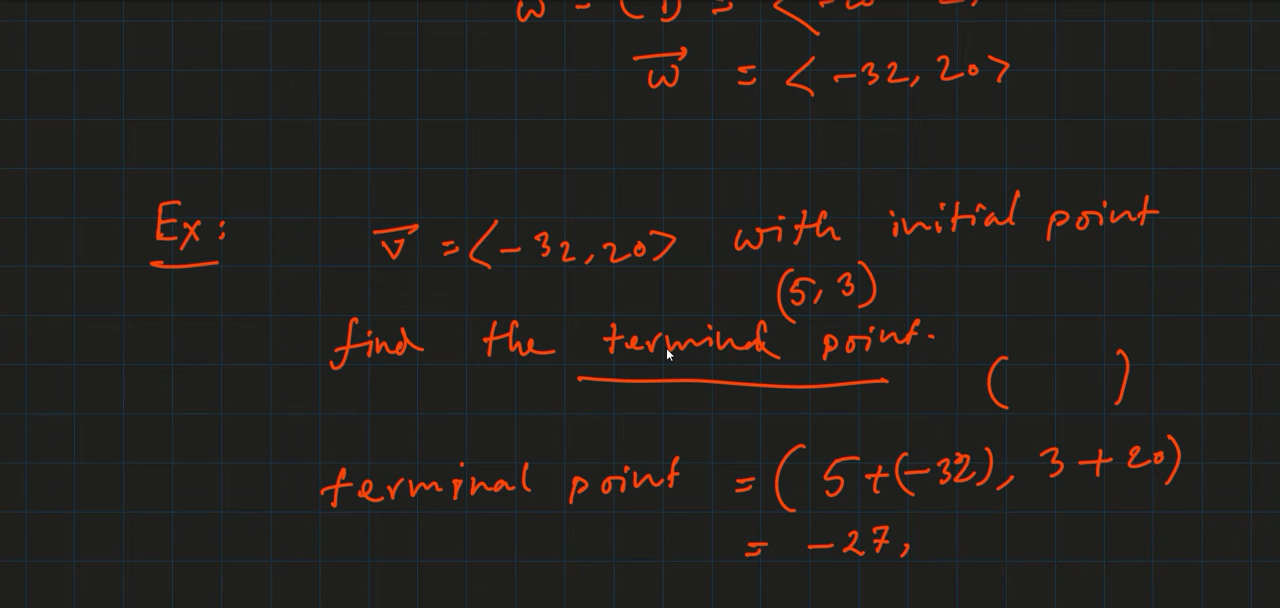 w = CD = <
w = < -32, 20 >
Ex: v = < -32, 20 > with initial point
(5, 3)
find the terminal point. ( )
terminal point = ( 5 + (-32), 3 + 20 )
= -27,